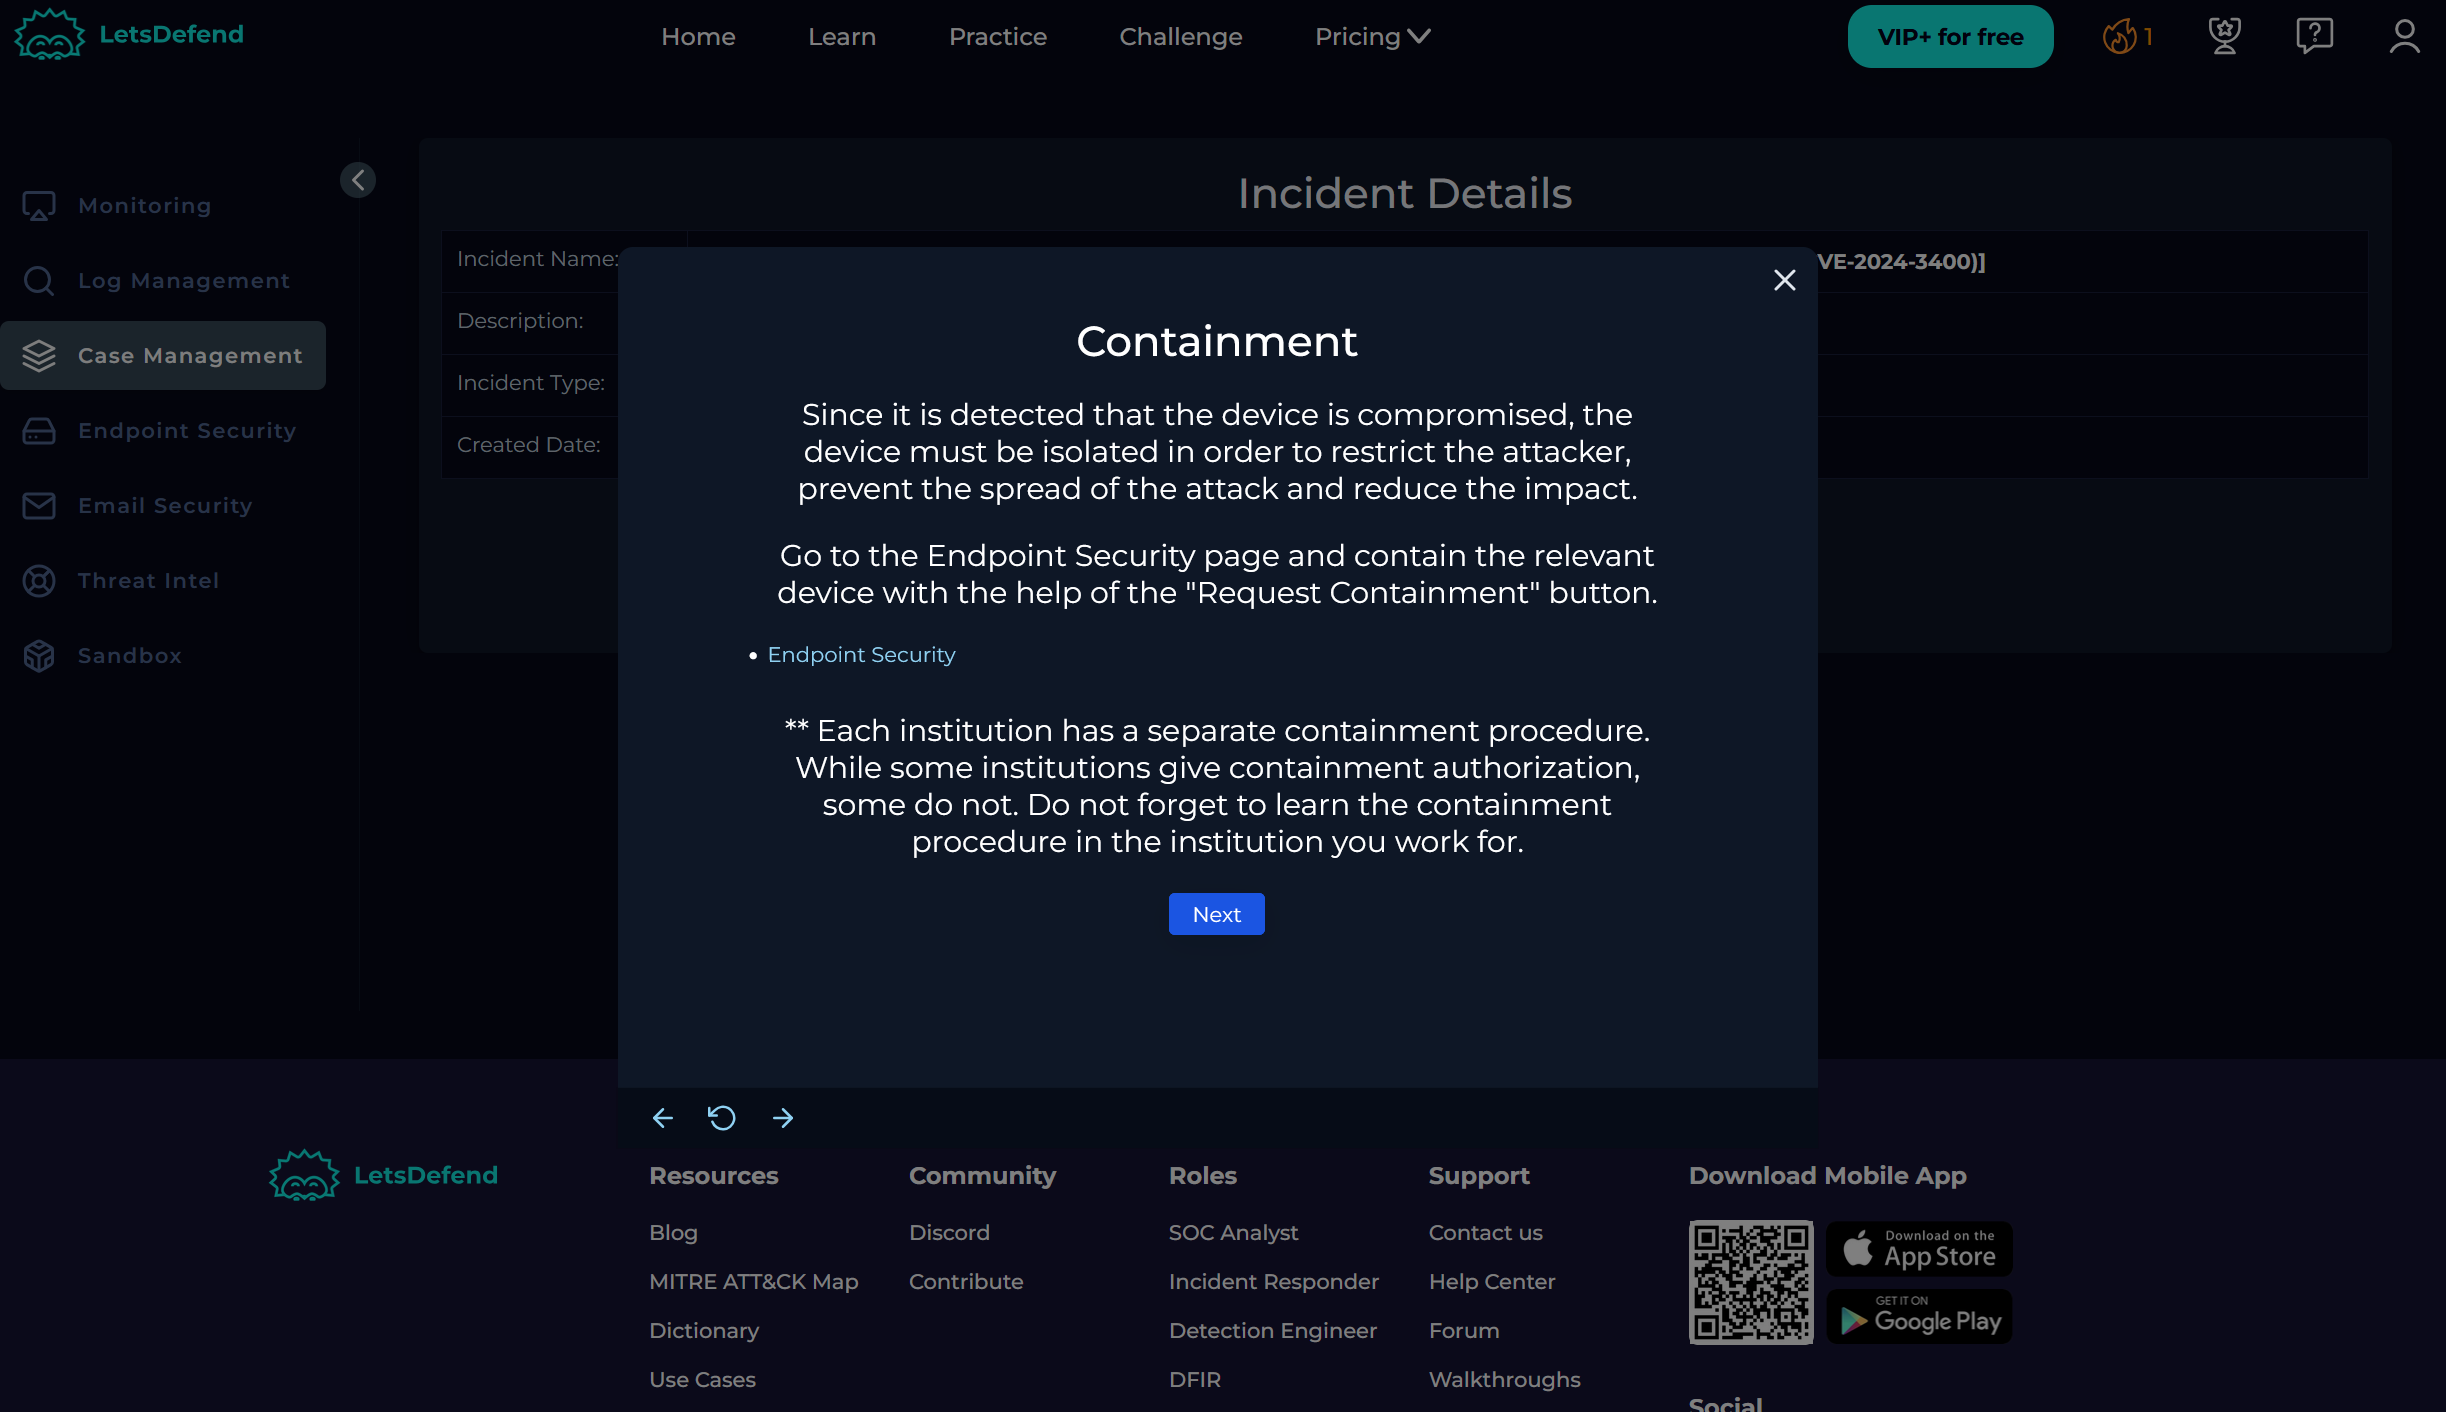 LetsDefend
Home
Learn
Practice
Challenge
Pricing
VIP+ for free
1
Monitoring
Log Management
Case Management
Endpoint Security
Email Security
Threat Intel
Sandbox
Incident Details
Incident Name:
VE-2024-3400)]
Description:
Incident Type:
Created Date:
Containment
Since it is detected that the device is compromised, the
device must be isolated in order to restrict the attacker,
prevent the spread of the attack and reduce the impact.
Go to the Endpoint Security page and contain the relevant
device with the help of the "Request Containment" button.
• Endpoint Security
** Each institution has a separate containment procedure.
While some institutions give containment authorization,
some do not. Do not forget to learn the containment
procedure in the institution you work for.
Next
LetsDefend
Resources
Blog
MITRE ATT&CK Map
Dictionary
Use Cases
Community
Discord
Contribute
Roles
SOC Analyst
Incident Responder
Detection Engineer
DFIR
Support
Contact us
Help Center
Forum
Walkthroughs
Download Mobile App
Download on the
App Store
GET IT ON
Google Play
Social